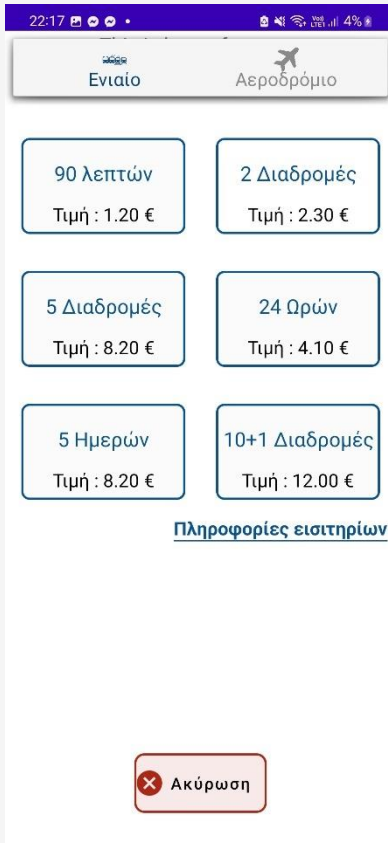 22:17 4%
Ενιαίο Αεροδρόμιο
90 λεπτών 2 Διαδρομές
Τιμή : 1.20 € Τιμή : 2.30 €
5 Διαδρομές 24 Ωρών
Τιμή : 8.20 € Τιμή : 4.10 €
5 Ημερών 10+1 Διαδρομές
Τιμή : 8.20 € Τιμή : 12.00 €
Πληροφορίες εισιτηρίων
Ακύρωση